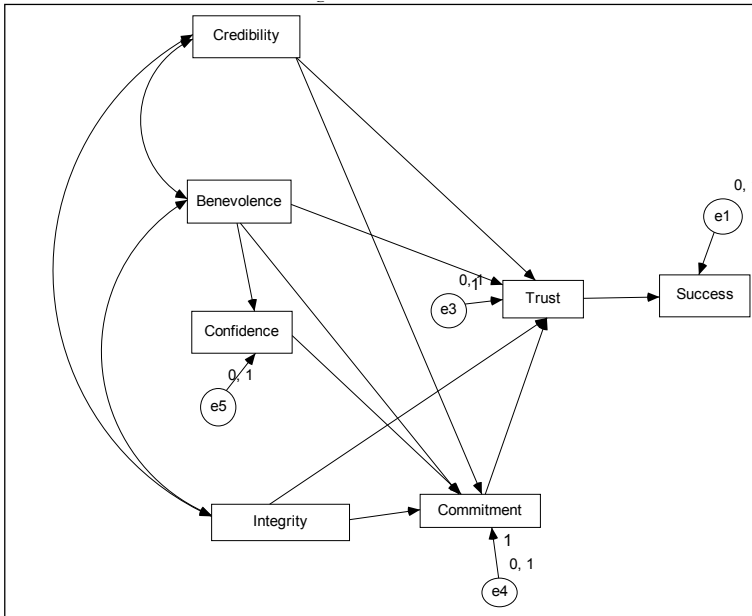 Credibility
Benevolence
0,
e1
0, 1
1
Trust
Success
e3
Confidence
0, 1
e5
Integrity
Commitment
1
0, 1
e4